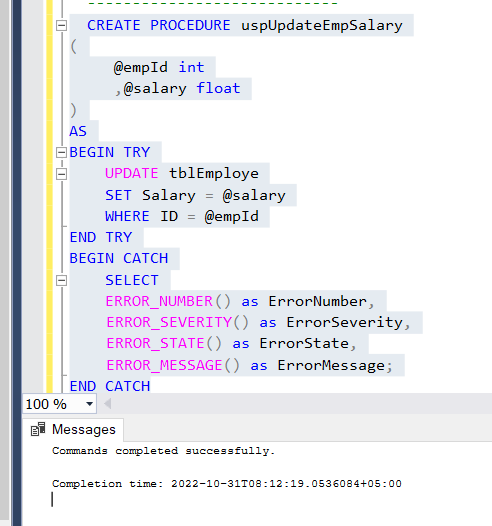 -----------------------------
CREATE PROCEDURE uspUpdateEmpSalary
(
@empId int
,@salary float
)
AS
BEGIN TRY
UPDATE tblEmploye
SET Salary = @salary
WHERE ID = @empId
END TRY
BEGIN CATCH
SELECT
ERROR_NUMBER() as ErrorNumber,
ERROR_SEVERITY() as ErrorSeverity,
ERROR_STATE() as ErrorState,
ERROR_MESSAGE() as ErrorMessage;
END CATCH
100 %
Messages
Commands completed successfully.
Completion time: 2022-10-31T08:12:19.0536084+05:00